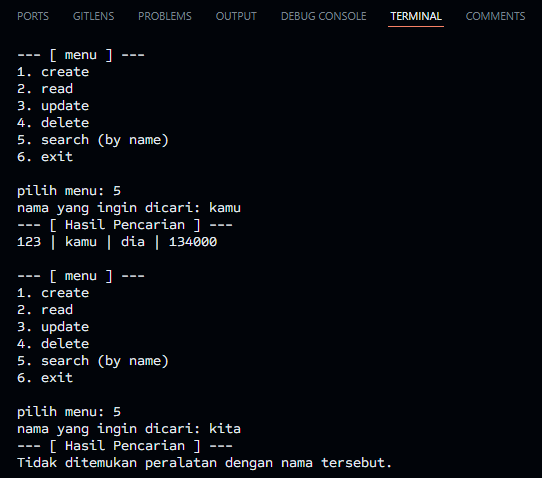 PORTS GITLENS PROBLEMS OUTPUT DEBUG CONSOLE TERMINAL COMMENTS
--- [ menu ] ---
1. create
2. read
3. update
4. delete
5. search (by name)
6. exit
pilih menu: 5
nama yang ingin dicari: kamu
--- [ Hasil Pencarian ] ---
123 | kamu | dia | 134000
--- [ menu ] ---
1. create
2. read
3. update
4. delete
5. search (by name)
6. exit
pilih menu: 5
nama yang ingin dicari: kita
--- [ Hasil Pencarian ] ---
Tidak ditemukan peralatan dengan nama tersebut.